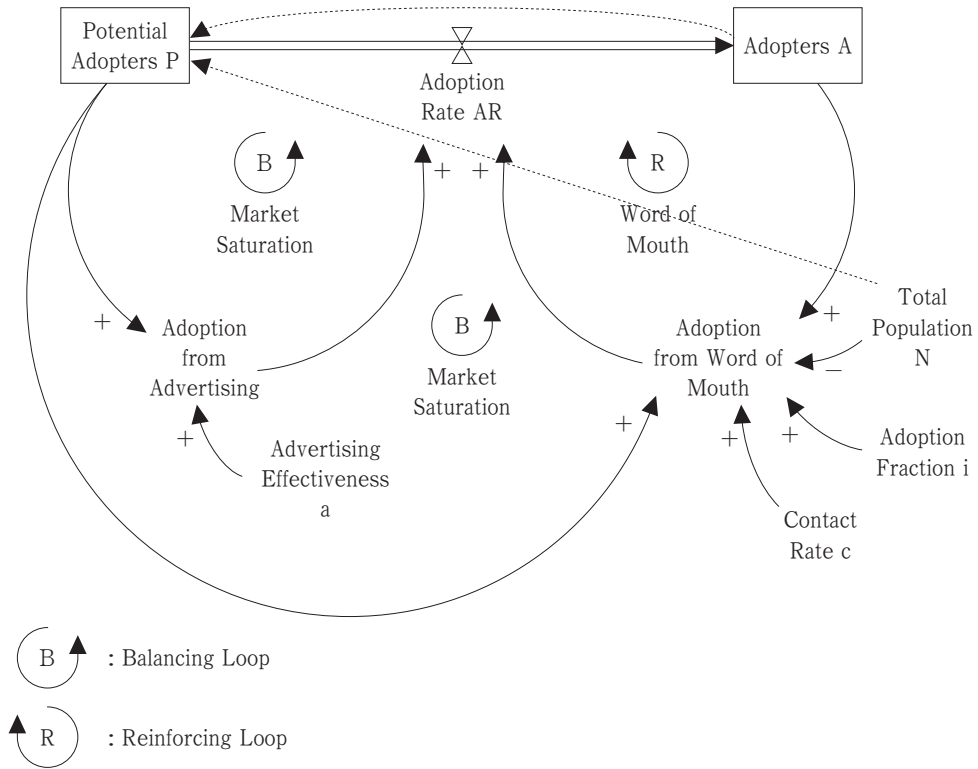 Potential
Adopters P
Adopters A
Adoption
Rate AR
B
R
+ +
Market
Saturation
Word of
Mouth
B
Total
Population
N
+
+
Adoption
from
Advertising
Adoption
from Word of
Mouth
−
Market
Saturation
+
+
+
+
Advertising
Effectiveness
a
Adoption
Fraction i
Contact
Rate c
B : Balancing Loop
R : Reinforcing Loop